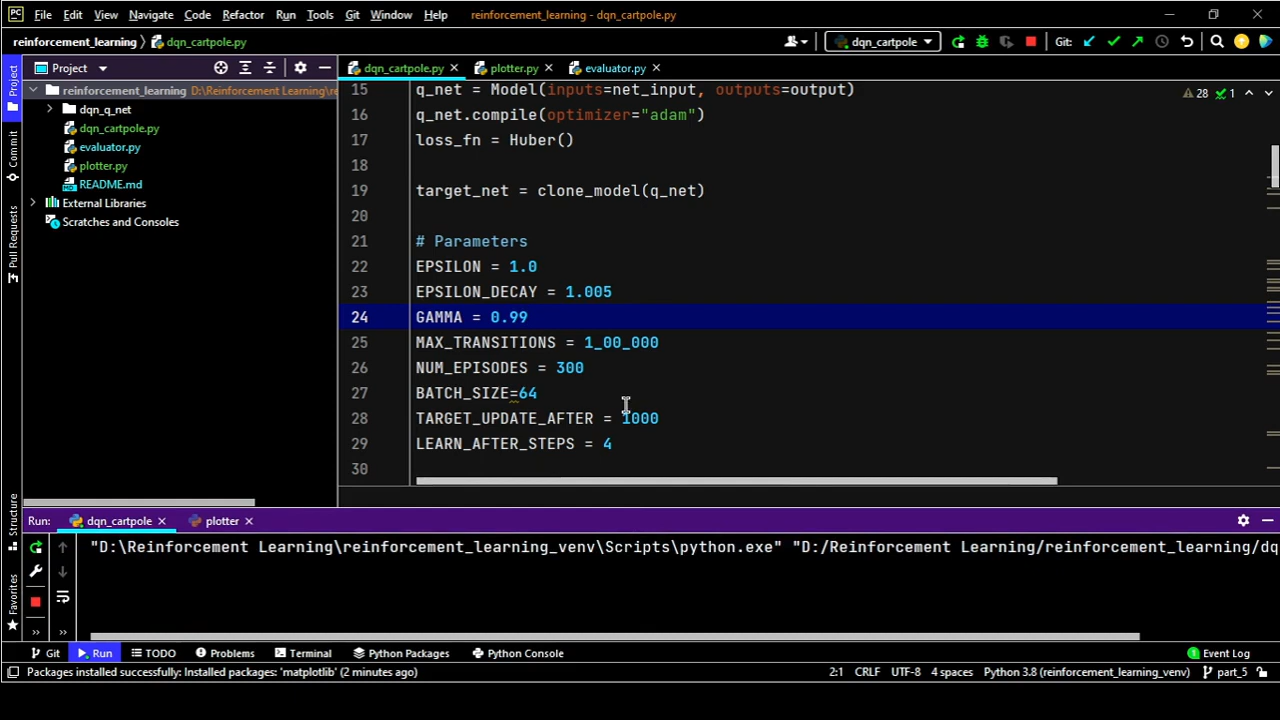 PC File Edit View Navigate Code Refactor Run Tools Git Window Help reinforcement_learning - dqn_cartpole.py
reinforcement_learning dqn_cartpole.py dqn_cartpole Git:
Project dqn_cartpole.py plotter.py evaluator.py
reinforcement_learning D:\Reinforcement Learning\re
dqn_q_net
dqn_cartpole.py
evaluator.py
plotter.py
README.md
External Libraries
Scratches and Consoles
Project
Commit
Pull Requests
Structure
Favorites
28 1
15 q_net = Model(inputs=net_input, outputs=output)
16 q_net.compile(optimizer="adam")
17 loss_fn = Huber()
18
19 target_net = clone_model(q_net)
20
21 # Parameters
22 EPSILON = 1.0
23 EPSILON_DECAY = 1.005
24 GAMMA = 0.99
25 MAX_TRANSITIONS = 1_00_000
26 NUM_EPISODES = 300
27 BATCH_SIZE=64
28 TARGET_UPDATE_AFTER = 1000
29 LEARN_AFTER_STEPS = 4
30
Run: dqn_cartpole plotter
"D:\Reinforcement Learning\reinforcement_learning_venv\Scripts\python.exe" "D:/Reinforcement Learning/reinforcement_learning/dq
Git Run TODO Problems Terminal Python Packages Python Console 1 Event Log
Packages installed successfully: Installed packages: 'matplotlib' (2 minutes ago) 2:1 CRLF UTF-8 4 spaces Python 3.8 (reinforcement_learning_venv) part_5